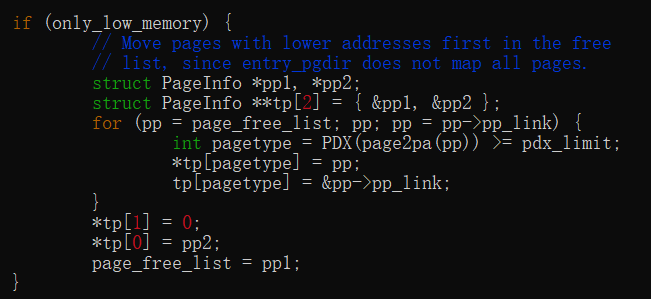 if (only_low_memory) {
// Move pages with lower addresses first in the free
// list, since entry_pgdir does not map all pages.
struct PageInfo *pp1, *pp2;
struct PageInfo **tp[2] = { &pp1, &pp2 };
for (pp = page_free_list; pp; pp = pp->pp_link) {
int pagetype = PDX(page2pa(pp)) >= pdx_limit;
*tp[pagetype] = pp;
tp[pagetype] = &pp->pp_link;
}
*tp[1] = 0;
*tp[0] = pp2;
page_free_list = pp1;
}